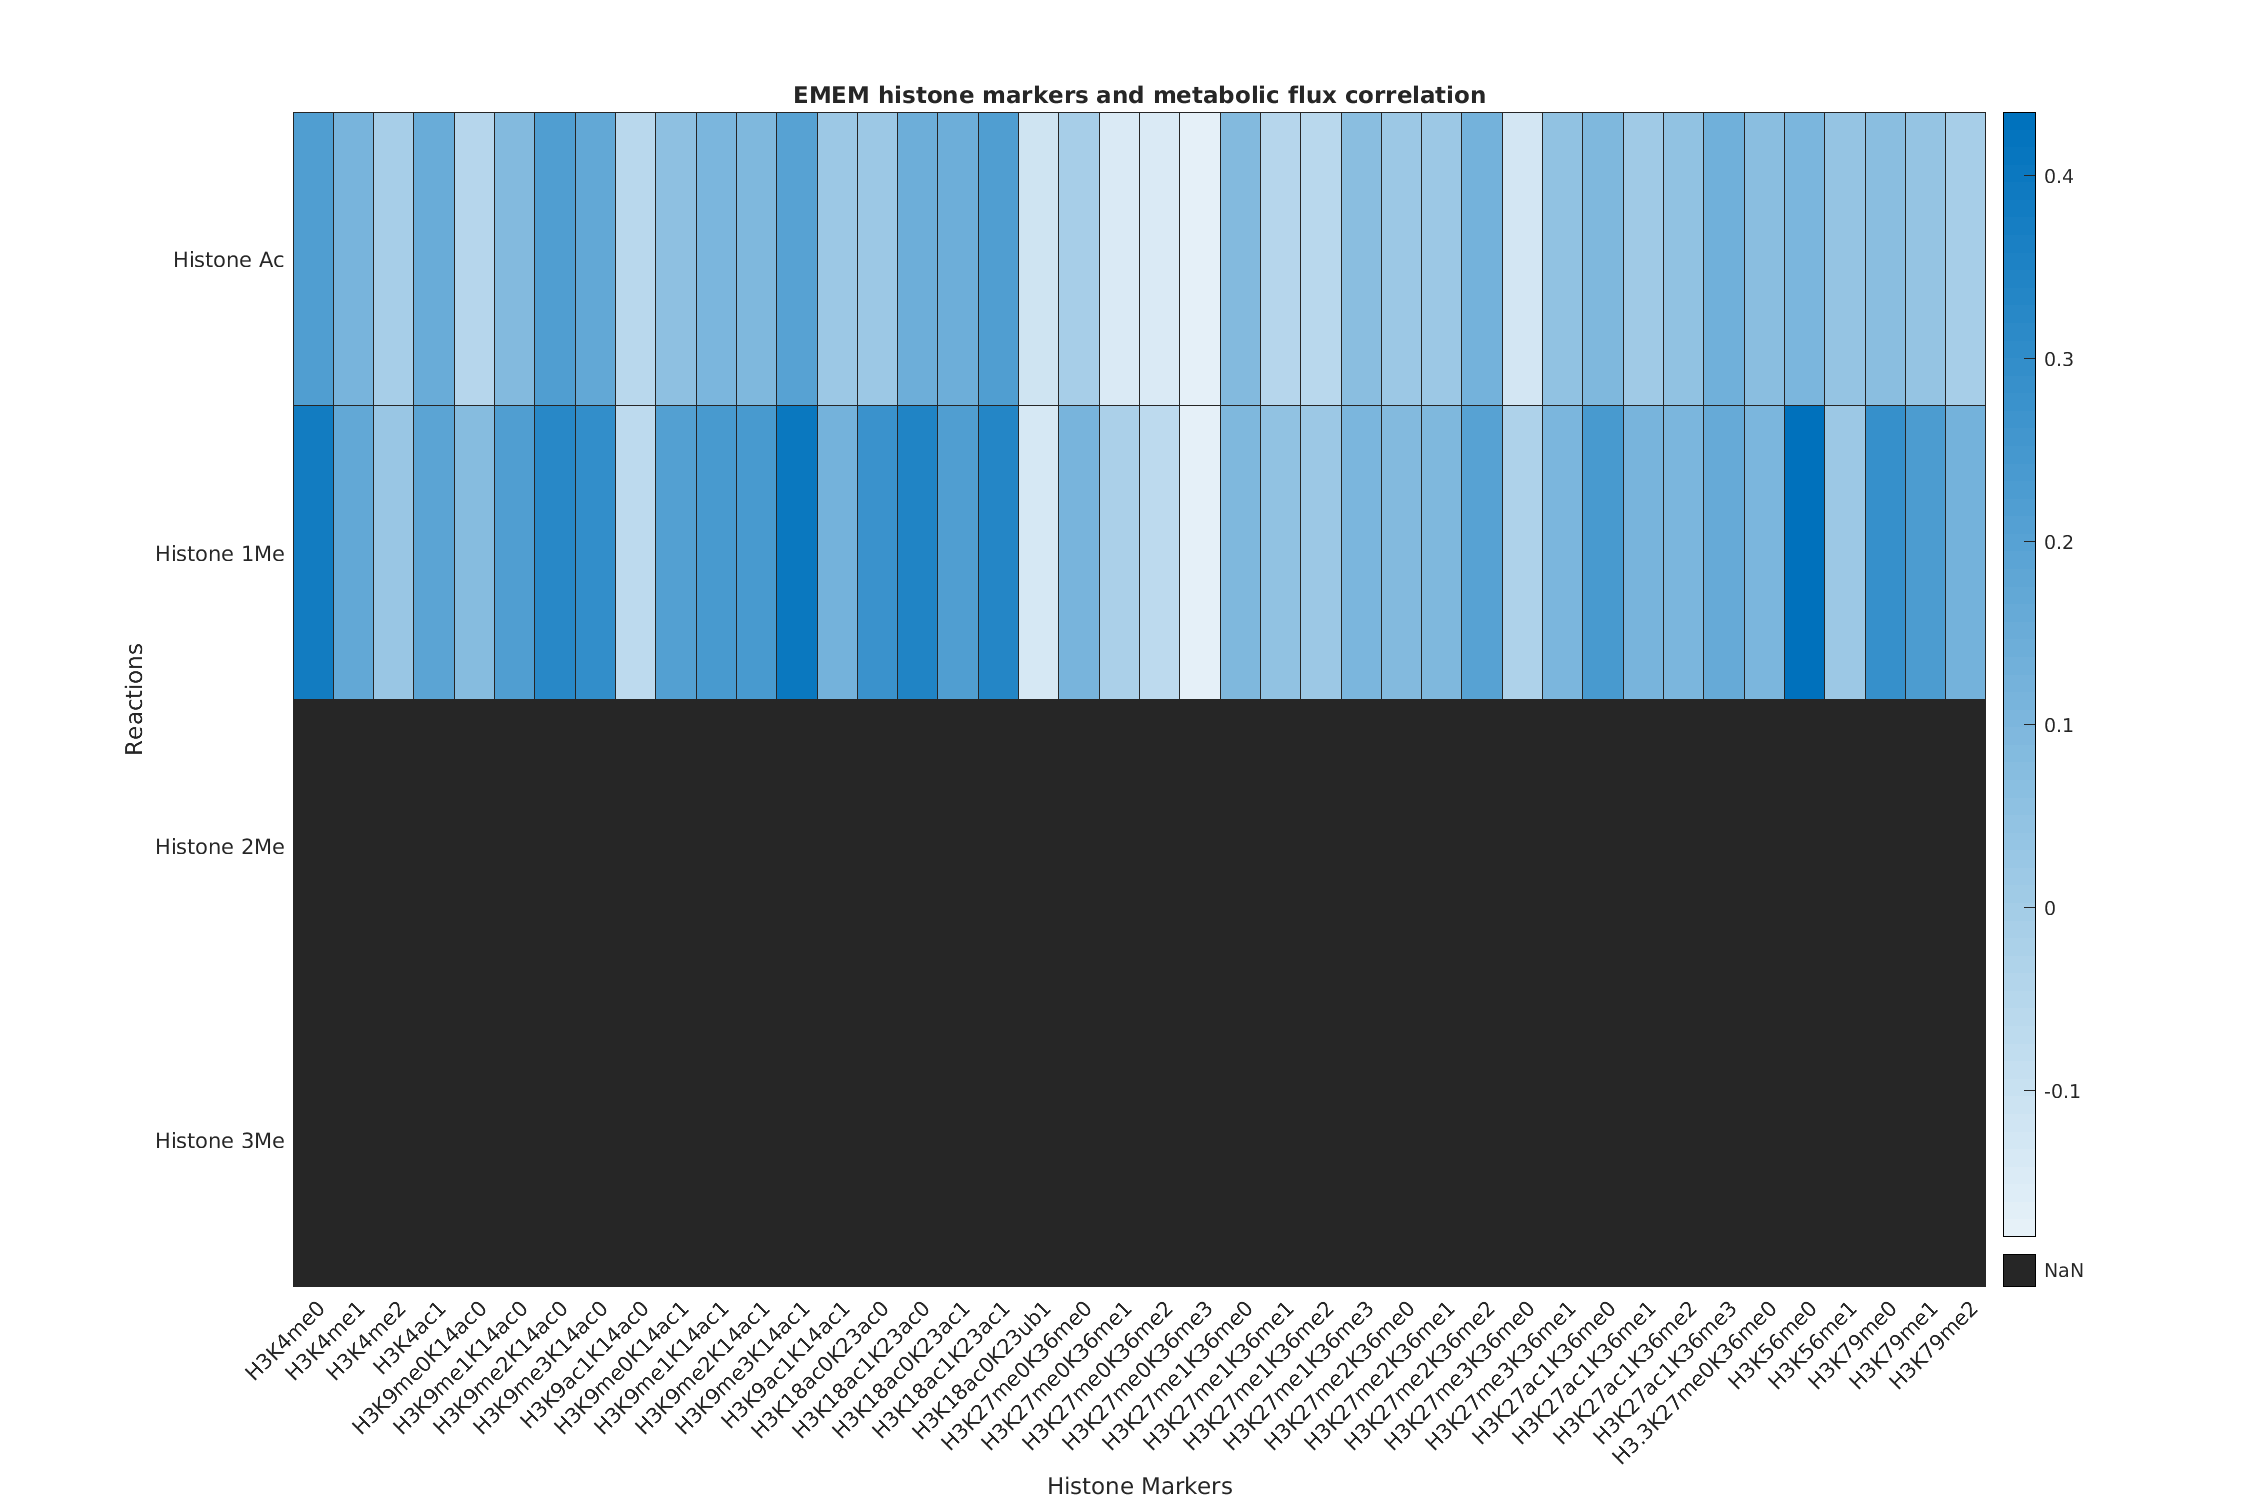 EMEM histone markers and metabolic flux correlation
Reactions
Histone Ac
Histone 1Me
Histone 2Me
Histone 3Me
0.4
0.3
0.2
0.1
0
-0.1
NaN
H3K4me0
H3K4me1
H3K4me2
H3K4ac1
H3K9me0K14ac0
H3K9me1K14ac0
H3K9me2K14ac0
H3K9me3K14ac0
H3K9ac1K14ac0
H3K9me0K14ac1
H3K9me1K14ac1
H3K9me2K14ac1
H3K9me3K14ac1
H3K9ac1K14ac1
H3K18ac0K23ac0
H3K18ac1K23ac0
H3K18ac0K23ac1
H3K18ac1K23ac1
H3K18ac0K23ub1
H3K27me0K36me0
H3K27me0K36me1
H3K27me0K36me2
H3K27me0K36me3
H3K27me1K36me0
H3K27me1K36me1
H3K27me1K36me2
H3K27me1K36me3
H3K27me2K36me0
H3K27me2K36me1
H3K27me2K36me2
H3K27me3K36me0
H3K27me3K36me1
H3K27ac1K36me0
H3K27ac1K36me1
H3K27ac1K36me2
H3K27ac1K36me3
H3.3K27me0K36me0
H3K56me0
H3K56me1
H3K79me0
H3K79me1
H3K79me2
Histone Markers